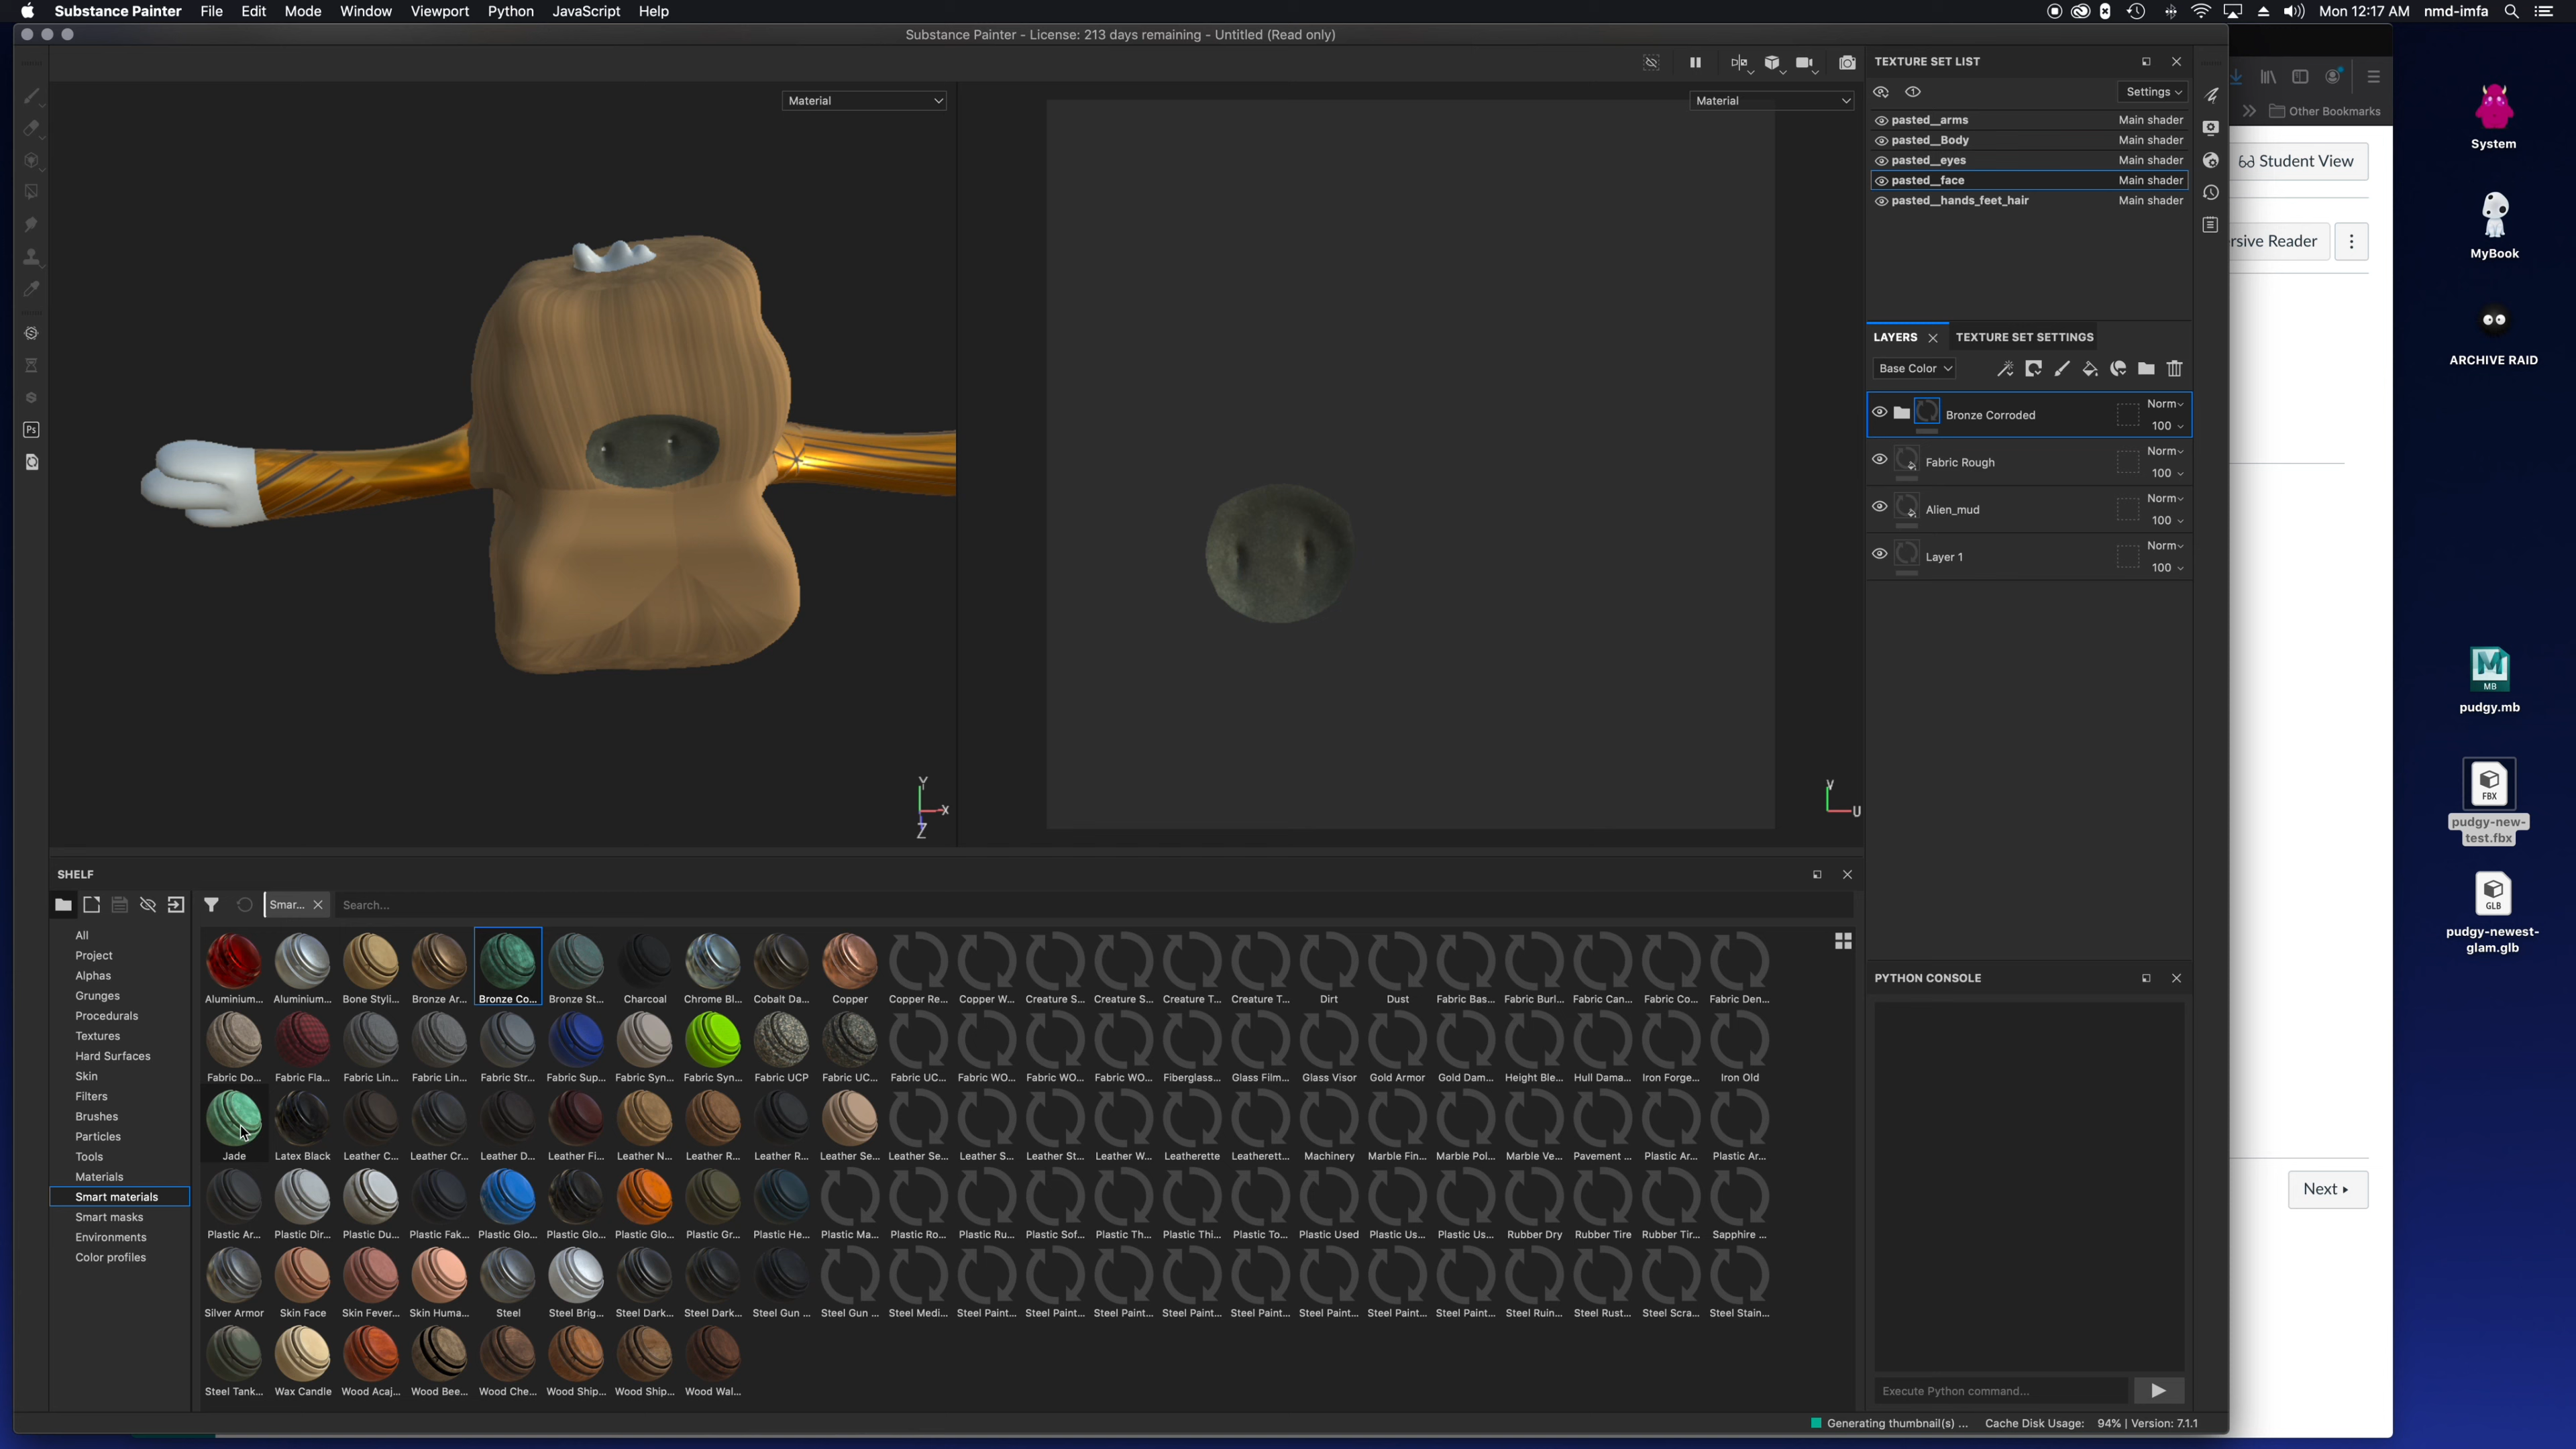 Substance Painter File Edit Mode Window Viewport Python JavaScript Help
Mon 12:17 AM nmd-imfa
Substance Painter - License: 213 days remaining - Untitled (Read only)
Material
Material
TEXTURE SET LIST
Settings
pasted__arms Main shader
pasted__Body Main shader
pasted__eyes Main shader
pasted__face Main shader
pasted__hands_feet_hair Main shader
LAYERS TEXTURE SET SETTINGS
Base Color
Bronze Corroded Norm 100
Fabric Rough Norm 100
Alien_mud Norm 100
Layer 1 Norm 100
Ps
Y
X
Z
V
U
SHELF
Smar... Search...
All
Project
Alphas
Grunges
Procedurals
Textures
Hard Surfaces
Skin
Filters
Brushes
Particles
Tools
Materials
Smart materials
Smart masks
Environments
Color profiles
Aluminium... Aluminium... Bone Styli... Bronze Ar... Bronze Co... Bronze St... Charcoal Chrome Bl... Cobalt Da... Copper Copper Re... Copper W... Creature S... Creature S... Creature T... Creature T... Dirt Dust Fabric Bas... Fabric Burl... Fabric Can... Fabric Co... Fabric Den...
Fabric Do... Fabric Fla... Fabric Lin... Fabric Lin... Fabric Str... Fabric Sup... Fabric Syn... Fabric Syn... Fabric UCP Fabric UC... Fabric UC... Fabric WO... Fabric WO... Fabric WO... Fiberglass... Glass Film... Glass Visor Gold Armor Gold Dam... Height Ble... Hull Dama... Iron Forge... Iron Old
Jade Latex Black Leather C... Leather Cr... Leather D... Leather Fi... Leather N... Leather R... Leather R... Leather Se... Leather Se... Leather S... Leather St... Leather W... Leatherette Leatherett... Machinery Marble Fin... Marble Pol... Marble Ve... Pavement ... Plastic Ar... Plastic Ar...
Plastic Ar... Plastic Dir... Plastic Du... Plastic Fak... Plastic Glo... Plastic Glo... Plastic Glo... Plastic Gr... Plastic He... Plastic Ma... Plastic Ro... Plastic Ru... Plastic Sof... Plastic Th... Plastic Thi... Plastic To... Plastic Used Plastic Us... Plastic Us... Rubber Dry Rubber Tire Rubber Tir... Sapphire ...
Silver Armor Skin Face Skin Fever... Skin Huma... Steel Steel Brig... Steel Dark... Steel Dark... Steel Gun ... Steel Gun ... Steel Medi... Steel Paint... Steel Paint... Steel Paint... Steel Paint... Steel Paint... Steel Paint... Steel Paint... Steel Paint... Steel Ruin... Steel Rust... Steel Scra... Steel Stain...
Steel Tank... Wax Candle Wood Acaj... Wood Bee... Wood Che... Wood Ship... Wood Ship... Wood Wal...
PYTHON CONSOLE
Execute Python command...
Generating thumbnail(s) ... Cache Disk Usage: 94% | Version: 7.1.1
Other Bookmarks
Student View
rsive Reader
Next
System
MyBook
ARCHIVE RAID
MB
pudgy.mb
FBX
pudgy-new-
test.fbx
GLB
pudgy-newest-
glam.glb